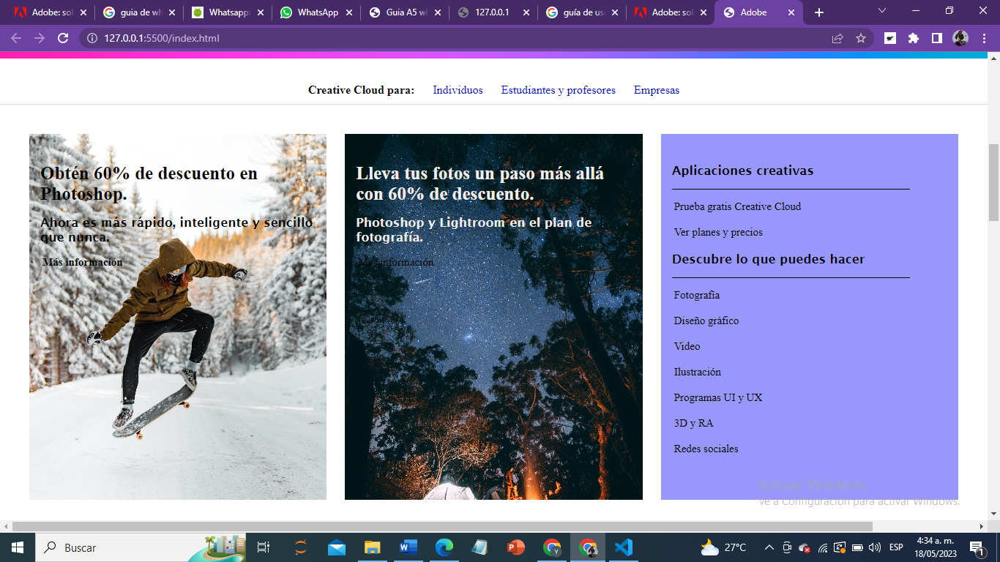 Adobe: sol
guia de wh
Whatsapp:
WhatsApp
Guia A5 wh
127.0.0.1
guía de uso
Adobe: sol
Adobe
127.0.0.1:5500/index.html
Creative Cloud para: Individuos Estudiantes y profesores Empresas
Obtén 60% de descuento en
Photoshop.
Ahora es más rápido, inteligente y sencillo
que nunca.
Más información
Lleva tus fotos un paso más allá
con 60% de descuento.
Photoshop y Lightroom en el plan de
fotografía.
Más información
Aplicaciones creativas
Prueba gratis Creative Cloud
Ver planes y precios
Descubre lo que puedes hacer
Fotografía
Diseño gráfico
Video
Ilustración
Programas UI y UX
3D y RA
Redes sociales
Activar Windows
Ve a Configuración para activar Windows.
Buscar
27°C
ESP
4:34 a. m.
18/05/2023
1